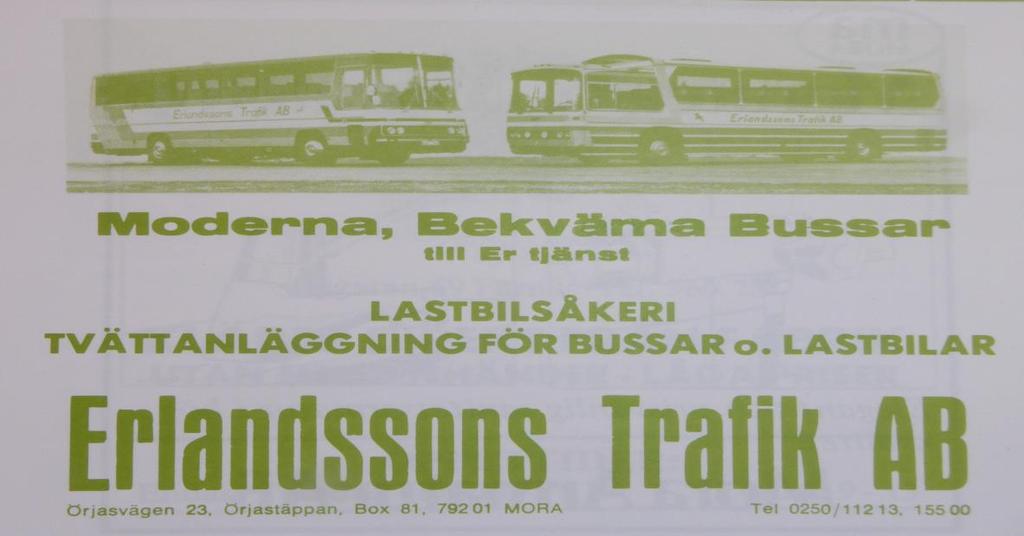 Erlandssons Trafik AB
Erlandssons Trafik AB
Moderna, Bekväma Bussar
till Er tjänst
LASTBILSÅKERI
TVÄTTANLÄGGNING FÖR BUSSAR o. LASTBILAR
Erlandssons Trafik AB
Örjasvägen 23, Örjastäppan, Box 81, 792 01 MORA Tel 0250/112 13, 155 00